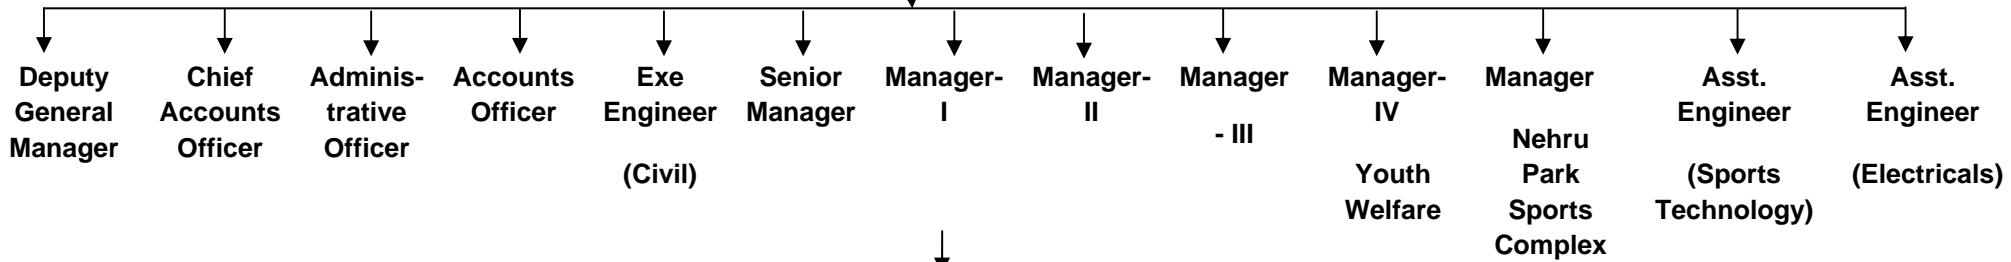 Deputy
General
Manager
Chief
Accounts
Officer
Adminis-
trative
Officer
Accounts
Officer
Exe
Engineer
(Civil)
Senior
Manager
Manager-
I
Manager-
II
Manager
- III
Manager-
IV
Youth
Welfare
Manager
Nehru
Park
Sports
Complex
Asst.
Engineer
(Sports
Technology)
Asst.
Engineer
(Electricals)